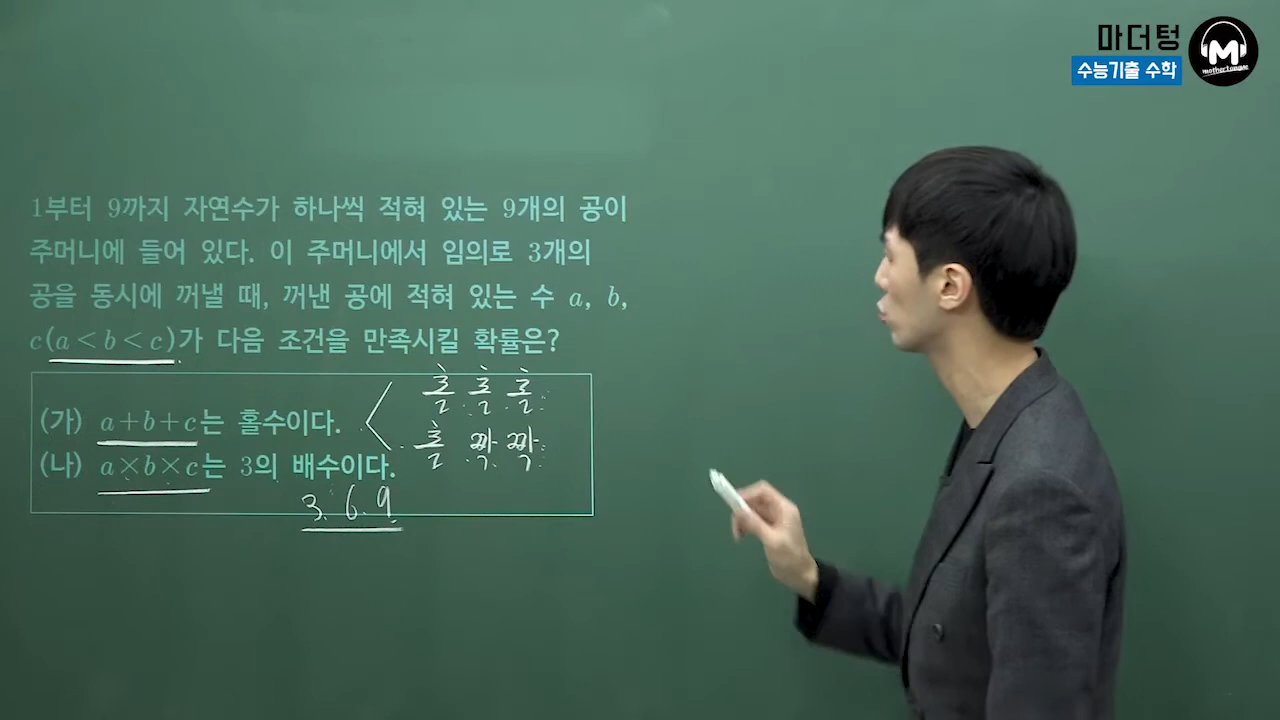 마더텅
수능기출 수학
M
mothertongue
1부터 9까지 자연수가 하나씩 적혀 있는 9개의 공이
주머니에 들어 있다. 이 주머니에서 임의로 3개의
공을 동시에 꺼낼 때, 꺼낸 공에 적혀 있는 수 a, b,
c(a<b<c)가 다음 조건을 만족시킬 확률은?
홀 홀 홀
(가) a+b+c는 홀수이다.
홀 짝 짝
(나) a×b×c는 3의 배수이다.
3. 6. 9